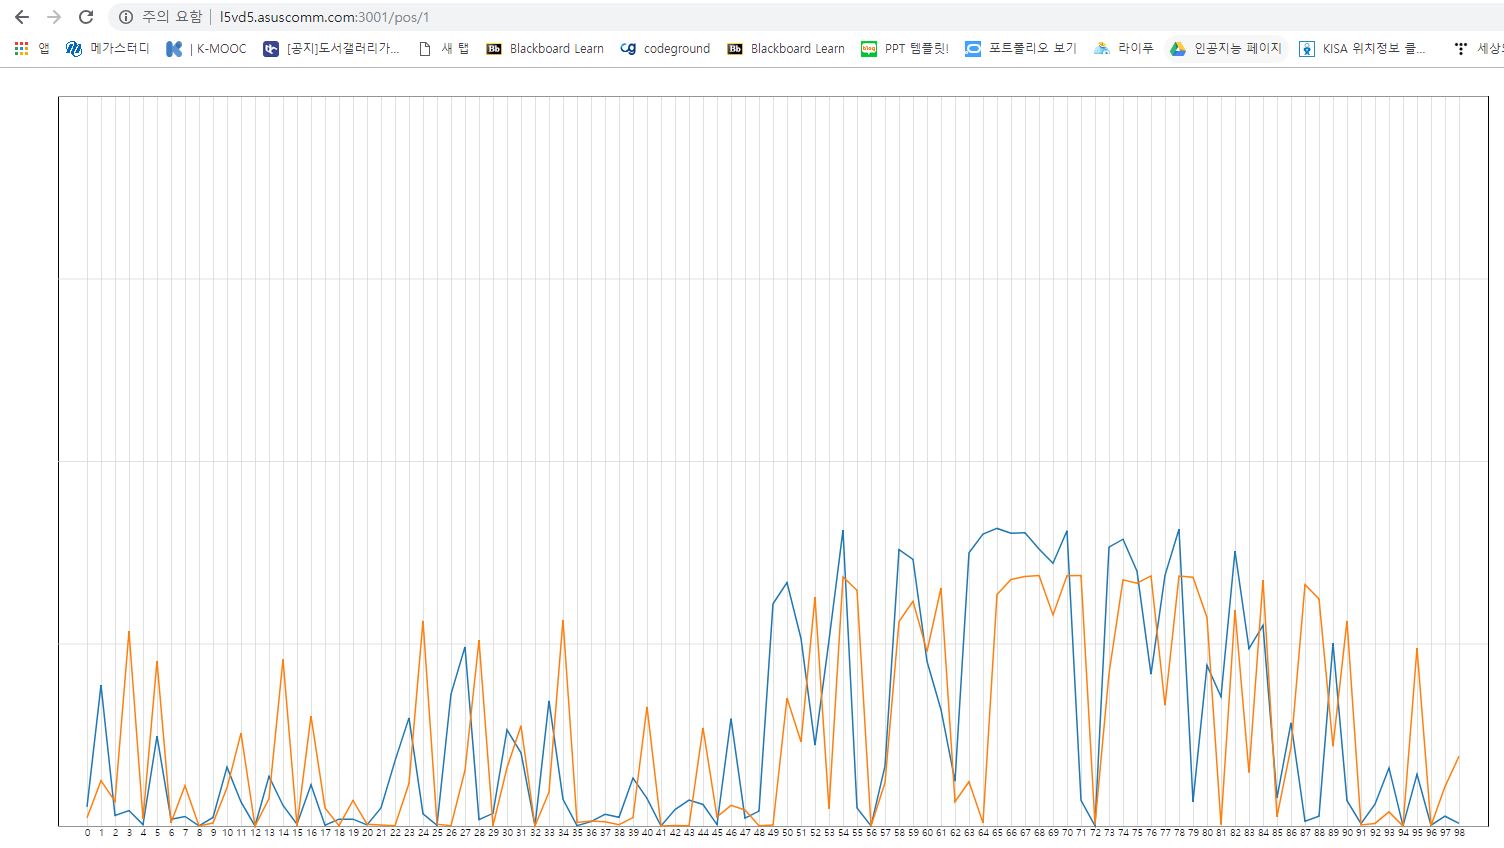 주의 요함 | l5vd5.asuscomm.com:3001/pos/1
앱 메가스터디 | K-MOOC [공지]도서갤러리가... 새 탭 Blackboard Learn codeground Blackboard Learn PPT 템플릿! 포트폴리오 보기 라이푸 인공지능 페이지 KISA 위치정보 클... 세상의
0 1 2 3 4 5 6 7 8 9 10 11 12 13 14 15 16 17 18 19 20 21 22 23 24 25 26 27 28 29 30 31 32 33 34 35 36 37 38 39 40 41 42 43 44 45 46 47 48 49 50 51 52 53 54 55 56 57 58 59 60 61 62 63 64 65 66 67 68 69 70 71 72 73 74 75 76 77 78 79 80 81 82 83 84 85 86 87 88 89 90 91 92 93 94 95 96 97 98